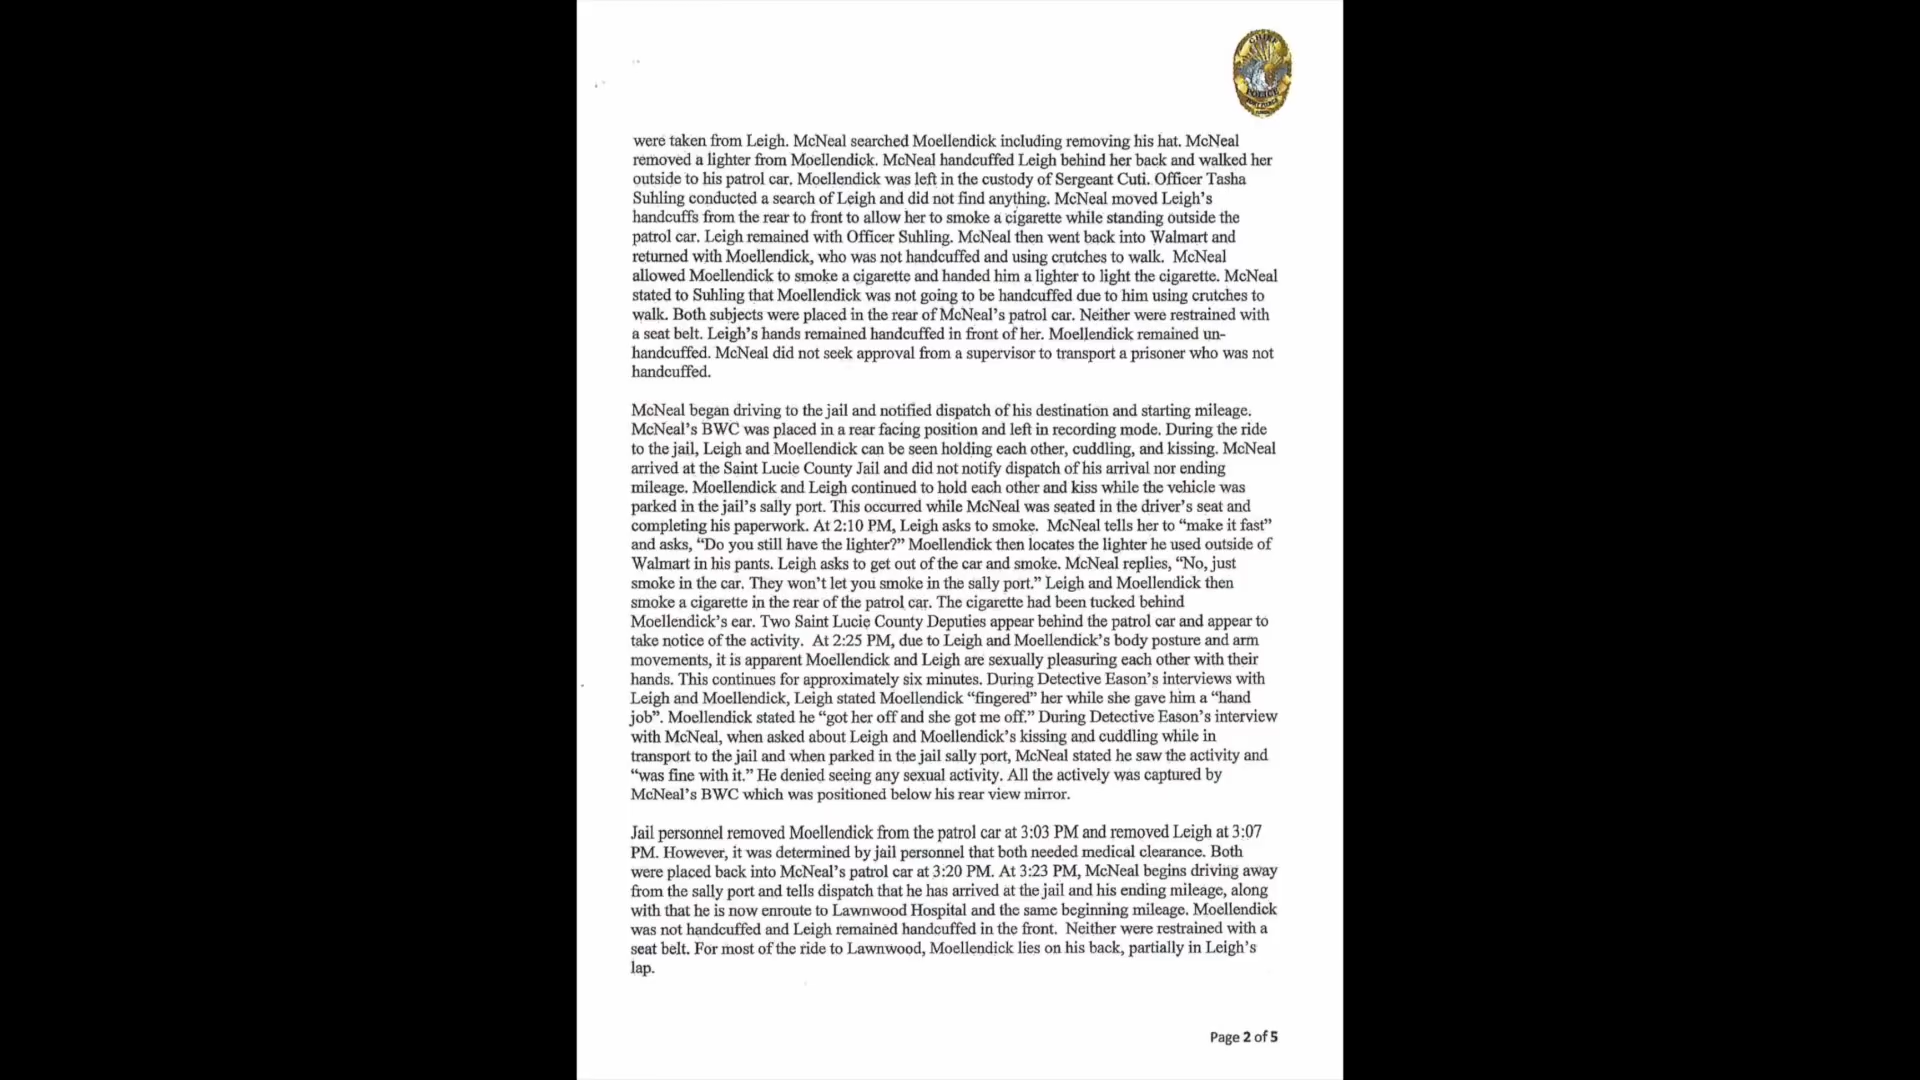 CHIEF
POLICE
were taken from Leigh. McNeal searched Moellendick including removing his hat. McNeal
removed a lighter from Moellendick. McNeal handcuffed Leigh behind her back and walked her
outside to his patrol car. Moellendick was left in the custody of Sergeant Cuti. Officer Tasha
Suhling conducted a search of Leigh and did not find anything. McNeal moved Leigh's
handcuffs from the rear to front to allow her to smoke a cigarette while standing outside the
patrol car. Leigh remained with Officer Suhling. McNeal then went back into Walmart and
returned with Moellendick, who was not handcuffed and using crutches to walk. McNeal
allowed Moellendick to smoke a cigarette and handed him a lighter to light the cigarette. McNeal
stated to Suhling that Moellendick was not going to be handcuffed due to him using crutches to
walk. Both subjects were placed in the rear of McNeal's patrol car. Neither were restrained with
a seat belt. Leigh's hands remained handcuffed in front of her. Moellendick remained un-
handcuffed. McNeal did not seek approval from a supervisor to transport a prisoner who was not
handcuffed.
McNeal began driving to the jail and notified dispatch of his destination and starting mileage.
McNeal's BWC was placed in a rear facing position and left in recording mode. During the ride
to the jail, Leigh and Moellendick can be seen holding each other, cuddling, and kissing. McNeal
arrived at the Saint Lucie County Jail and did not notify dispatch of his arrival nor ending
mileage. Moellendick and Leigh continued to hold each other and kiss while the vehicle was
parked in the jail's sally port. This occurred while McNeal was seated in the driver's seat and
completing his paperwork. At 2:10 PM, Leigh asks to smoke. McNeal tells her to “make it fast”
and asks, “Do you still have the lighter?” Moellendick then locates the lighter he used outside of
Walmart in his pants. Leigh asks to get out of the car and smoke. McNeal replies, “No, just
smoke in the car. They won't let you smoke in the sally port.” Leigh and Moellendick then
smoke a cigarette in the rear of the patrol car. The cigarette had been tucked behind
Moellendick's ear. Two Saint Lucie County Deputies appear behind the patrol car and appear to
take notice of the activity. At 2:25 PM, due to Leigh and Moellendick's body posture and arm
movements, it is apparent Moellendick and Leigh are sexually pleasuring each other with their
hands. This continues for approximately six minutes. During Detective Eason's interviews with
Leigh and Moellendick, Leigh stated Moellendick “fingered” her while she gave him a “hand
job”. Moellendick stated he “got her off and she got me off.” During Detective Eason's interview
with McNeal, when asked about Leigh and Moellendick's kissing and cuddling while in
transport to the jail and when parked in the jail sally port, McNeal stated he saw the activity and
“was fine with it.” He denied seeing any sexual activity. All the actively was captured by
McNeal's BWC which was positioned below his rear view mirror.
Jail personnel removed Moellendick from the patrol car at 3:03 PM and removed Leigh at 3:07
PM. However, it was determined by jail personnel that both needed medical clearance. Both
were placed back into McNeal's patrol car at 3:20 PM. At 3:23 PM, McNeal begins driving away
from the sally port and tells dispatch that he has arrived at the jail and his ending mileage, along
with that he is now enroute to Lawnwood Hospital and the same beginning mileage. Moellendick
was not handcuffed and Leigh remained handcuffed in the front. Neither were restrained with a
seat belt. For most of the ride to Lawnwood, Moellendick lies on his back, partially in Leigh's
lap.
Page 2 of 5